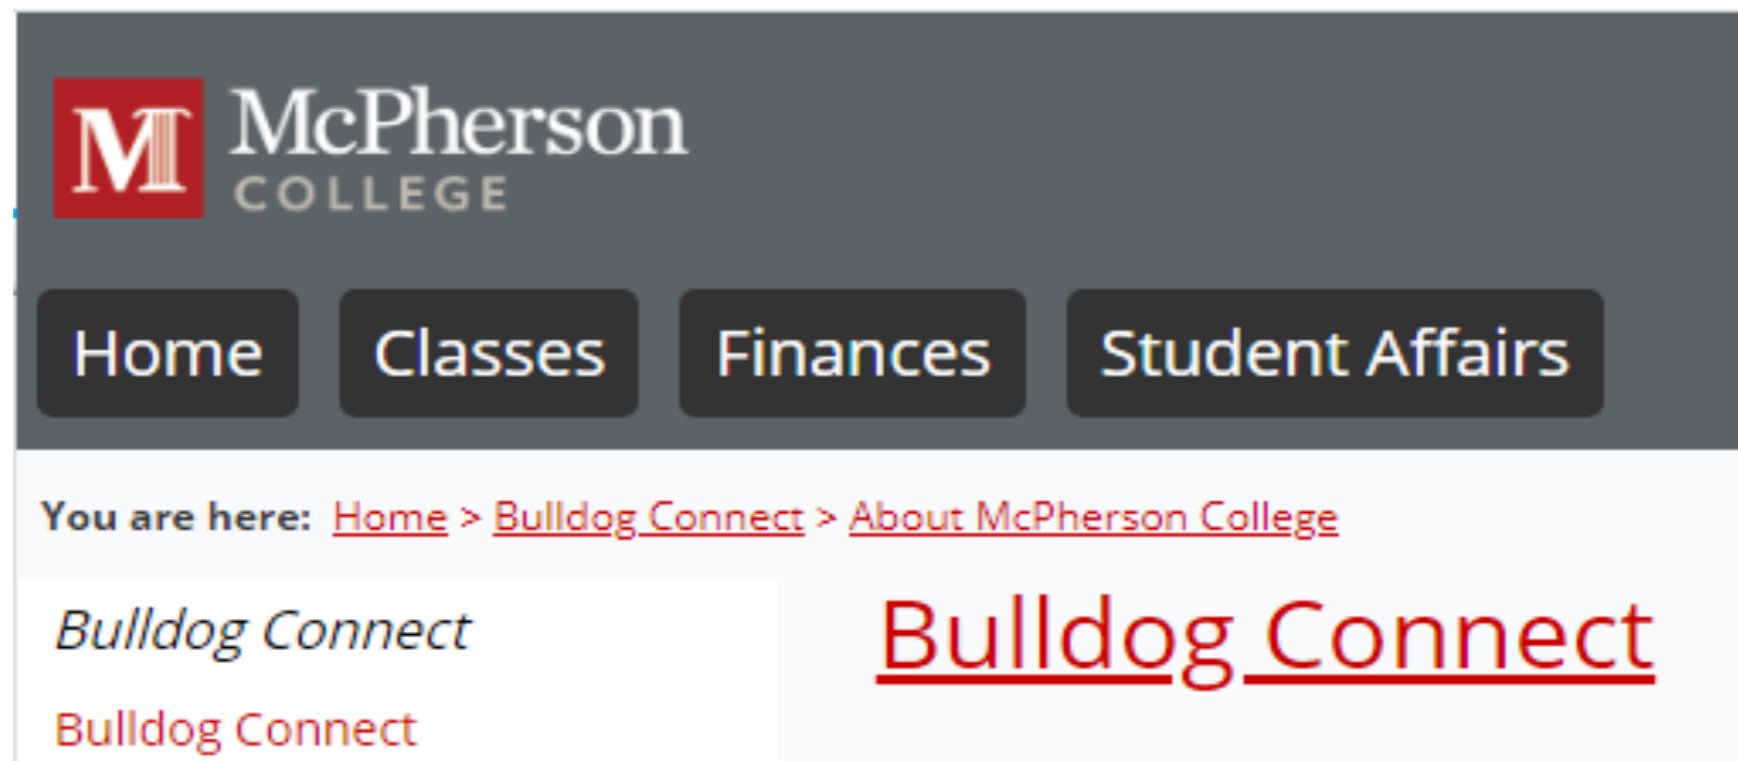 M McPherson
COLLEGE
Home Classes Finances Student Affairs
You are here: Home > Bulldog Connect > About McPherson College
Bulldog Connect
Bulldog Connect
Bulldog Connect